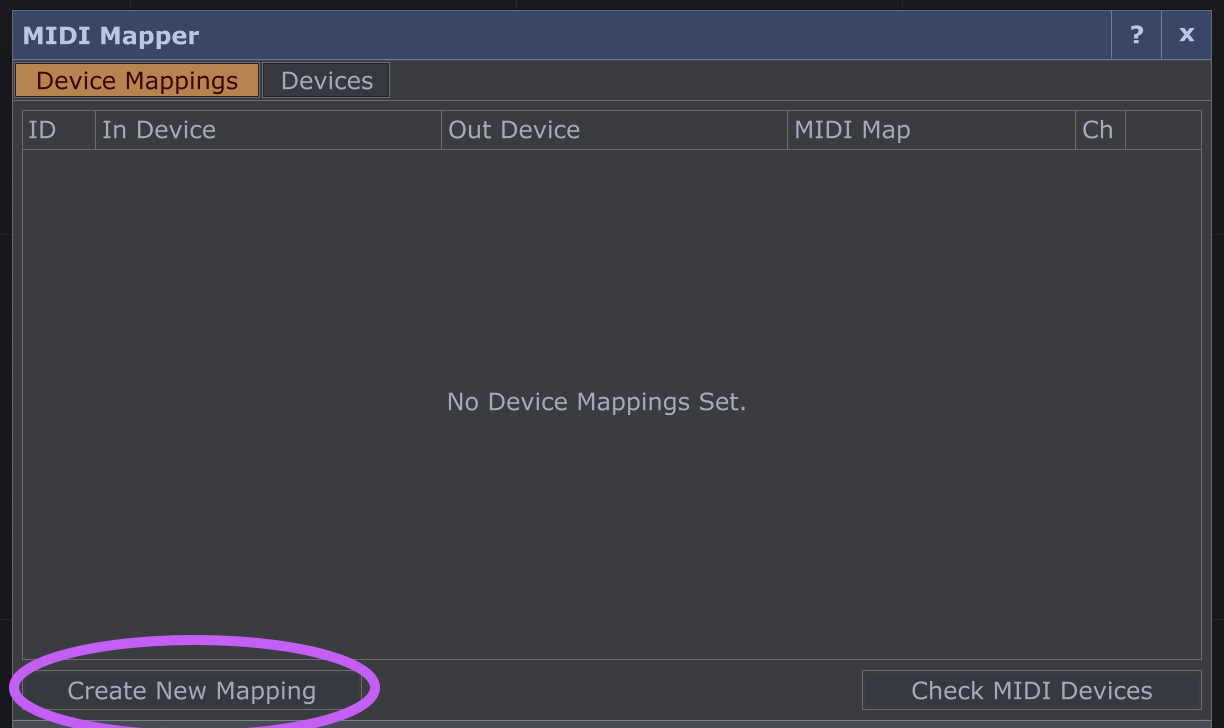 MIDI Mapper ? x
Device Mappings Devices
ID In Device Out Device MIDI Map Ch
No Device Mappings Set.
Create New Mapping Check MIDI Devices